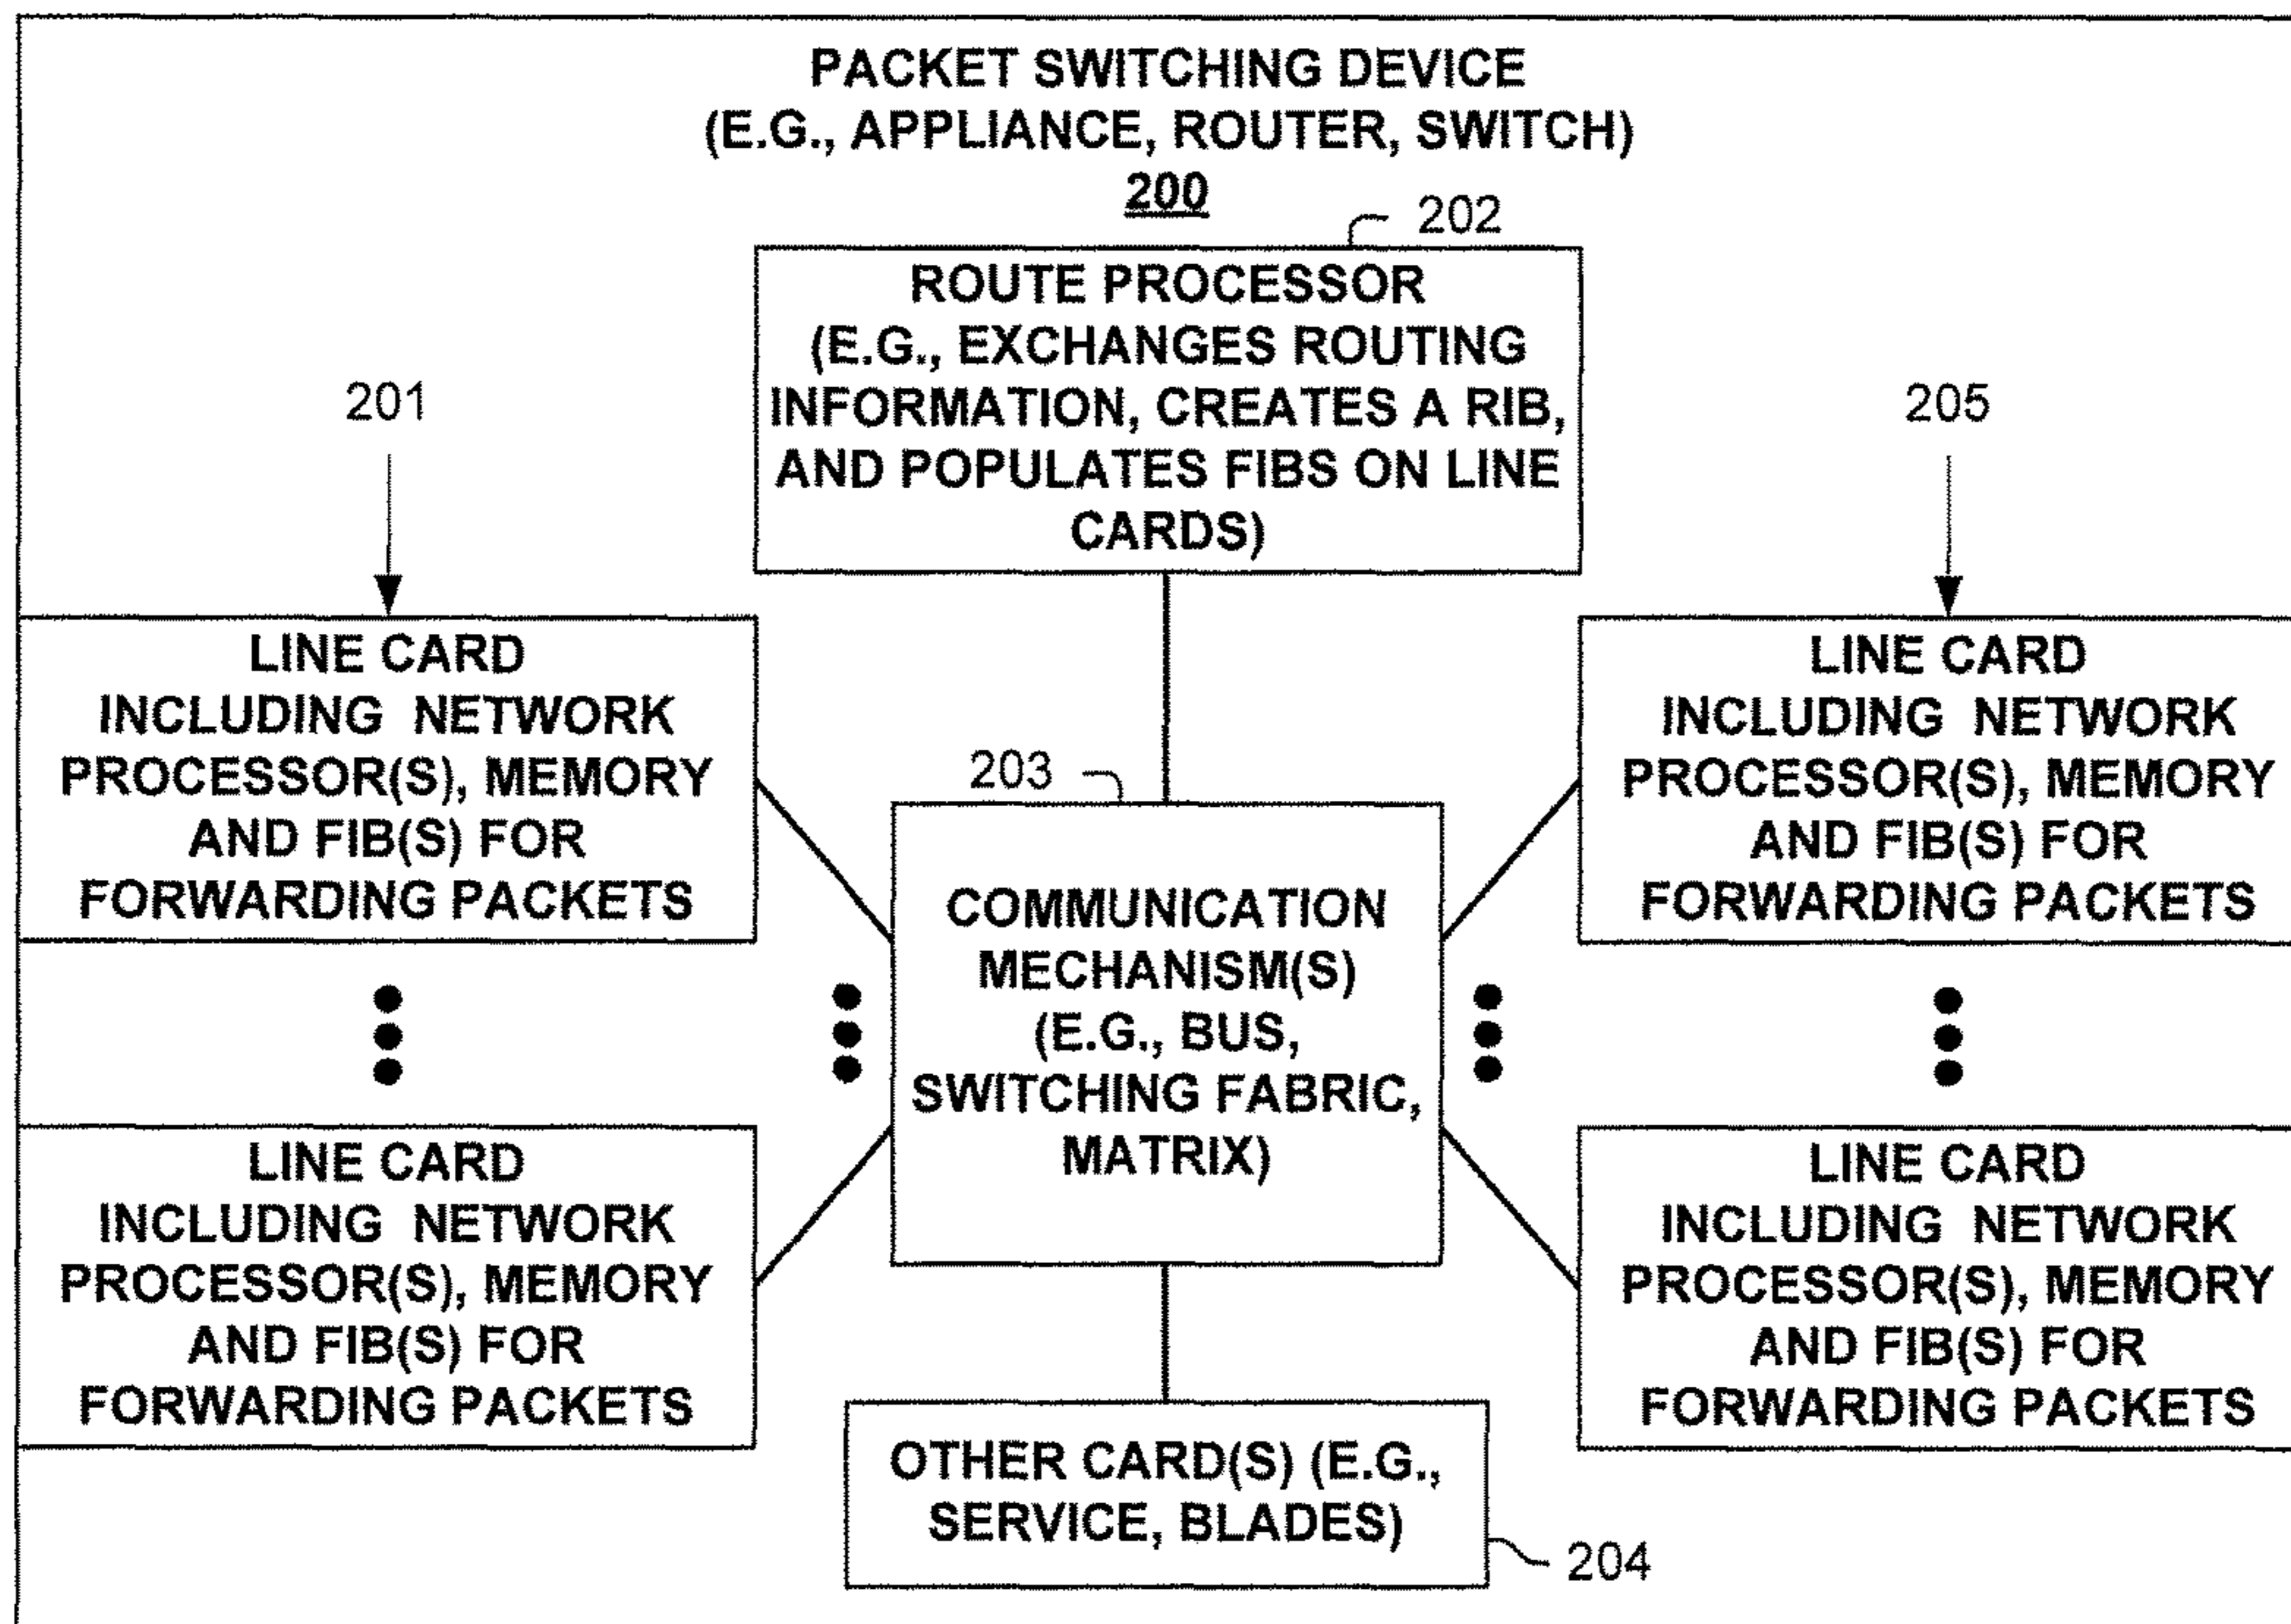 PACKET SWITCHING DEVICE
(E.G., APPLIANCE, ROUTER, SWITCH)
200
202
ROUTE PROCESSOR
(E.G., EXCHANGES ROUTING
INFORMATION, CREATES A RIB,
AND POPULATES FIBS ON LINE
CARDS)
201
205
LINE CARD
INCLUDING NETWORK
PROCESSOR(S), MEMORY
AND FIB(S) FOR
FORWARDING PACKETS
LINE CARD
INCLUDING NETWORK
PROCESSOR(S), MEMORY
AND FIB(S) FOR
FORWARDING PACKETS
203
COMMUNICATION
MECHANISM(S)
(E.G., BUS,
SWITCHING FABRIC,
MATRIX)
LINE CARD
INCLUDING NETWORK
PROCESSOR(S), MEMORY
AND FIB(S) FOR
FORWARDING PACKETS
LINE CARD
INCLUDING NETWORK
PROCESSOR(S), MEMORY
AND FIB(S) FOR
FORWARDING PACKETS
OTHER CARD(S) (E.G.,
SERVICE, BLADES)
204